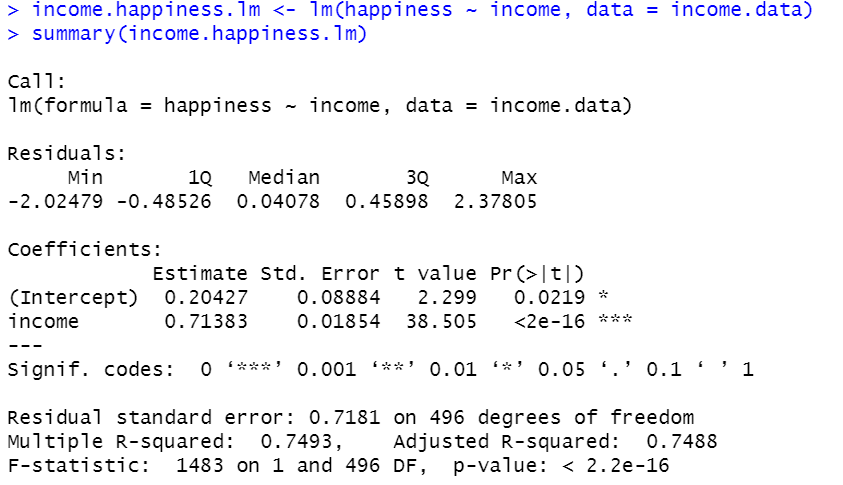 > income.happiness.lm <- lm(happiness ~ income, data = income.data)
> summary(income.happiness.lm)
Call:
lm(formula = happiness ~ income, data = income.data)
Residuals:
Min 1Q Median 3Q Max
-2.02479 -0.48526 0.04078 0.45898 2.37805
Coefficients:
Estimate Std. Error t value Pr(>|t|)
(Intercept) 0.20427 0.08884 2.299 0.0219 *
income 0.71383 0.01854 38.505 <2e-16 ***
---
Signif. codes: 0 ‘***’ 0.001 ‘**’ 0.01 ‘*’ 0.05 ‘.’ 0.1 ‘ ’ 1
Residual standard error: 0.7181 on 496 degrees of freedom
Multiple R-squared: 0.7493, Adjusted R-squared: 0.7488
F-statistic: 1483 on 1 and 496 DF, p-value: < 2.2e-16